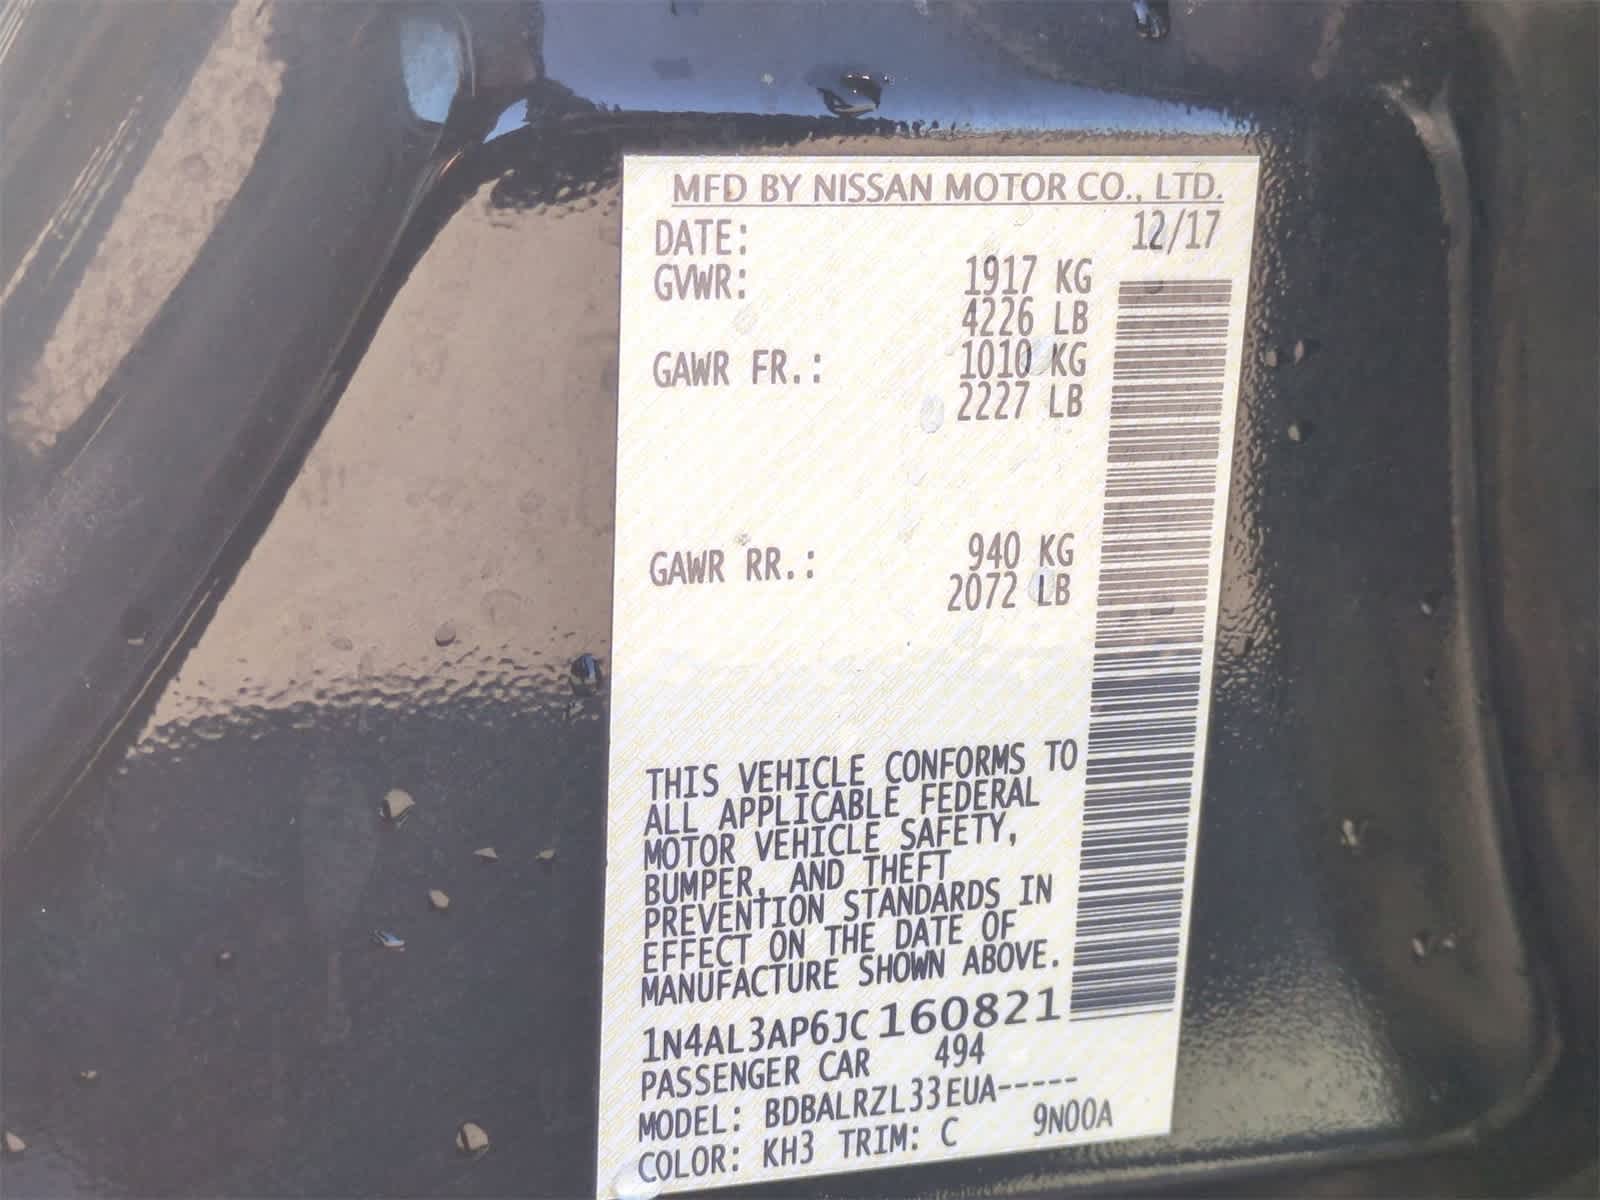 MFD BY NISSAN MOTOR CO., LTD.
DATE: 12/17
GVWR: 1917 KG
4226 LB
GAWR FR.: 1010 KG
2227 LB
GAWR RR.: 940 KG
2072 LB
THIS VEHICLE CONFORMS TO
ALL APPLICABLE FEDERAL
MOTOR VEHICLE SAFETY,
BUMPER, AND THEFT
PREVENTION STANDARDS IN
EFFECT ON THE DATE OF
MANUFACTURE SHOWN ABOVE.
1N4AL3AP6JC160821
PASSENGER CAR 494
MODEL: BDBALRZL33EUA-----
COLOR: KH3 TRIM: C 9N00A